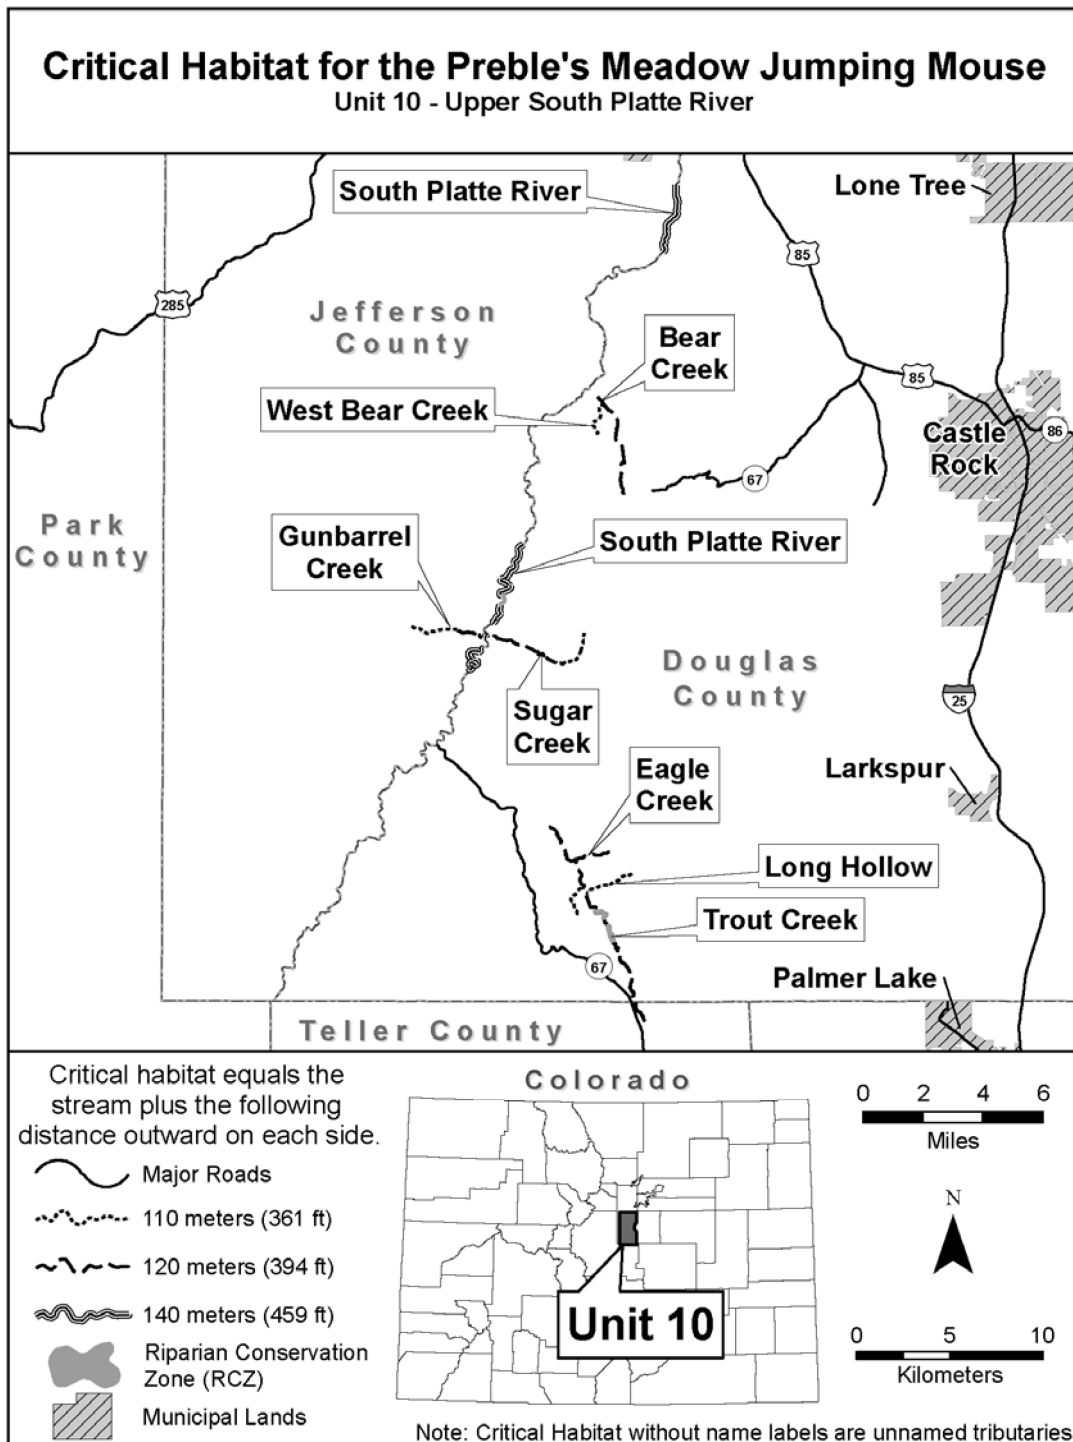 Critical Habitat for the Preble's Meadow Jumping Mouse
Unit 10 - Upper South Platte River
South Platte River
Lone Tree
85
285
Jefferson
County
Bear
Creek
85
West Bear Creek
86
Castle
Rock
67
Park
County
Gunbarrel
Creek
South Platte River
Douglas
County
25
Sugar
Creek
Eagle
Creek
Larkspur
Long Hollow
Trout Creek
67
Palmer Lake
Teller County
Critical habitat equals the
stream plus the following
distance outward on each side.
Major Roads
110 meters (361 ft)
120 meters (394 ft)
140 meters (459 ft)
Riparian Conservation
Zone (RCZ)
Municipal Lands
Colorado
Unit 10
0 2 4 6
Miles
N
0 5 10
Kilometers
Note: Critical Habitat without name labels are unnamed tributaries